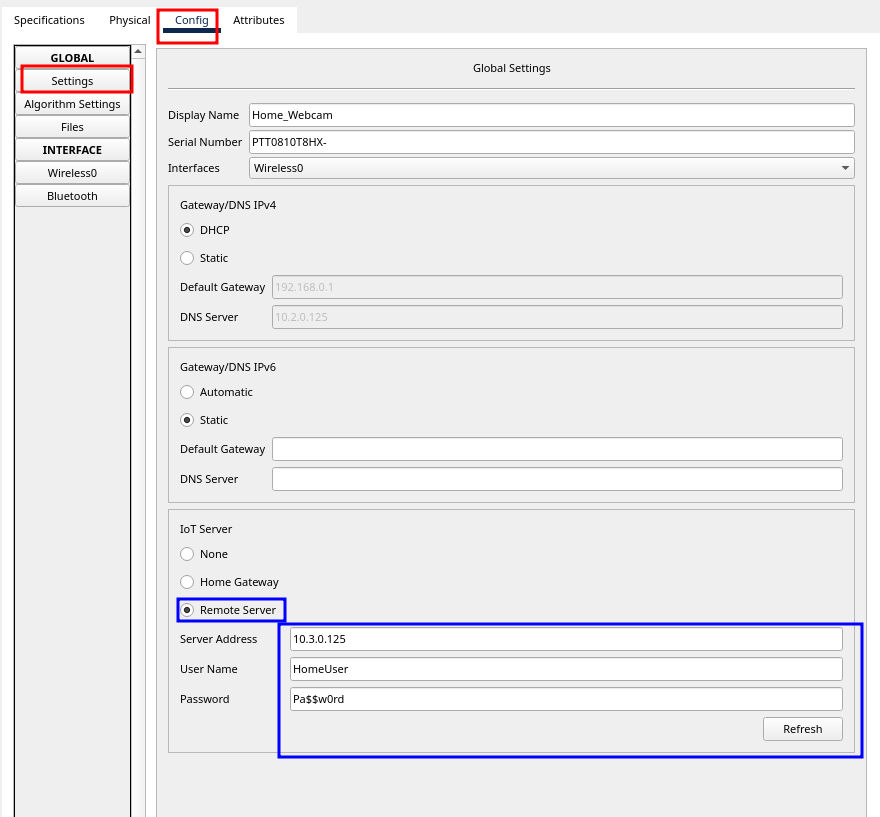 Specifications Physical Config Attributes
GLOBAL
Settings
Algorithm Settings
Files
INTERFACE
Wireless0
Bluetooth
Global Settings
Display Name Home_Webcam
Serial Number PTT0810T8HX-
Interfaces Wireless0
Gateway/DNS IPv4
DHCP
Static
Default Gateway 192.168.0.1
DNS Server 10.2.0.125
Gateway/DNS IPv6
Automatic
Static
Default Gateway
DNS Server
IoT Server
None
Home Gateway
Remote Server
Server Address 10.3.0.125
User Name HomeUser
Password Pa$$w0rd
Refresh